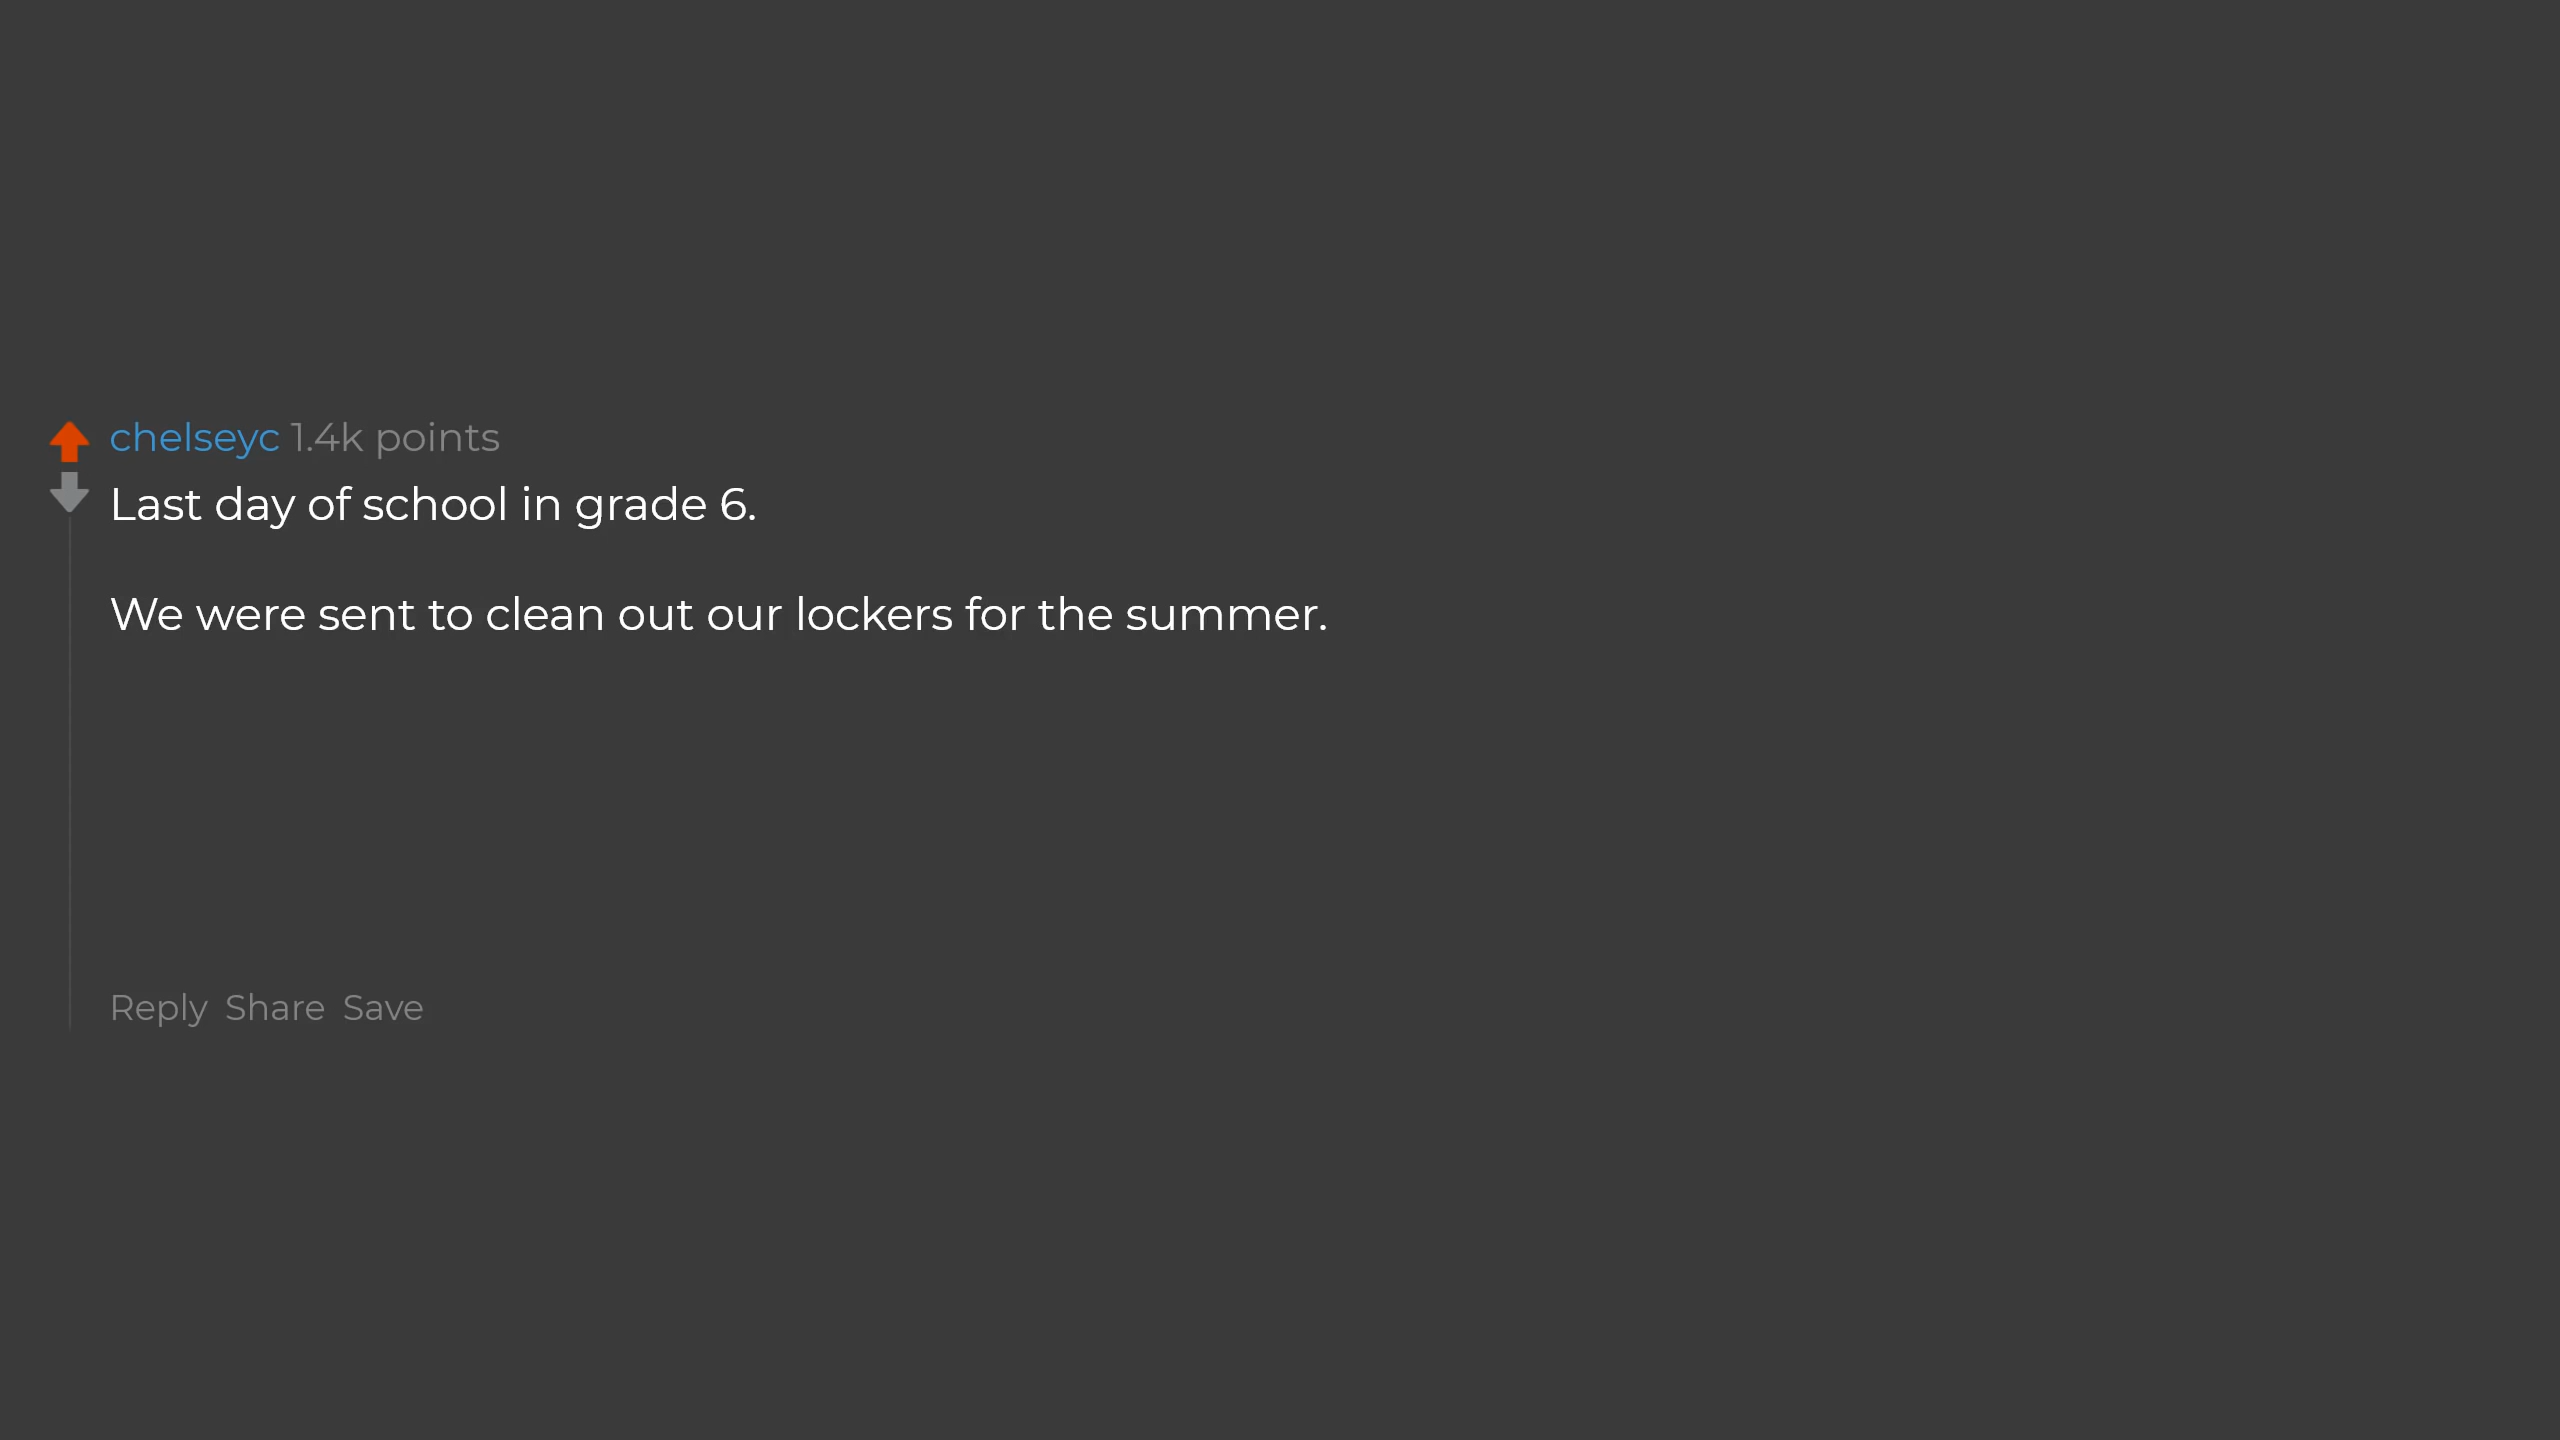 chelseyc 1.4k points
Last day of school in grade 6.
We were sent to clean out our lockers for the summer.
Reply Share Save